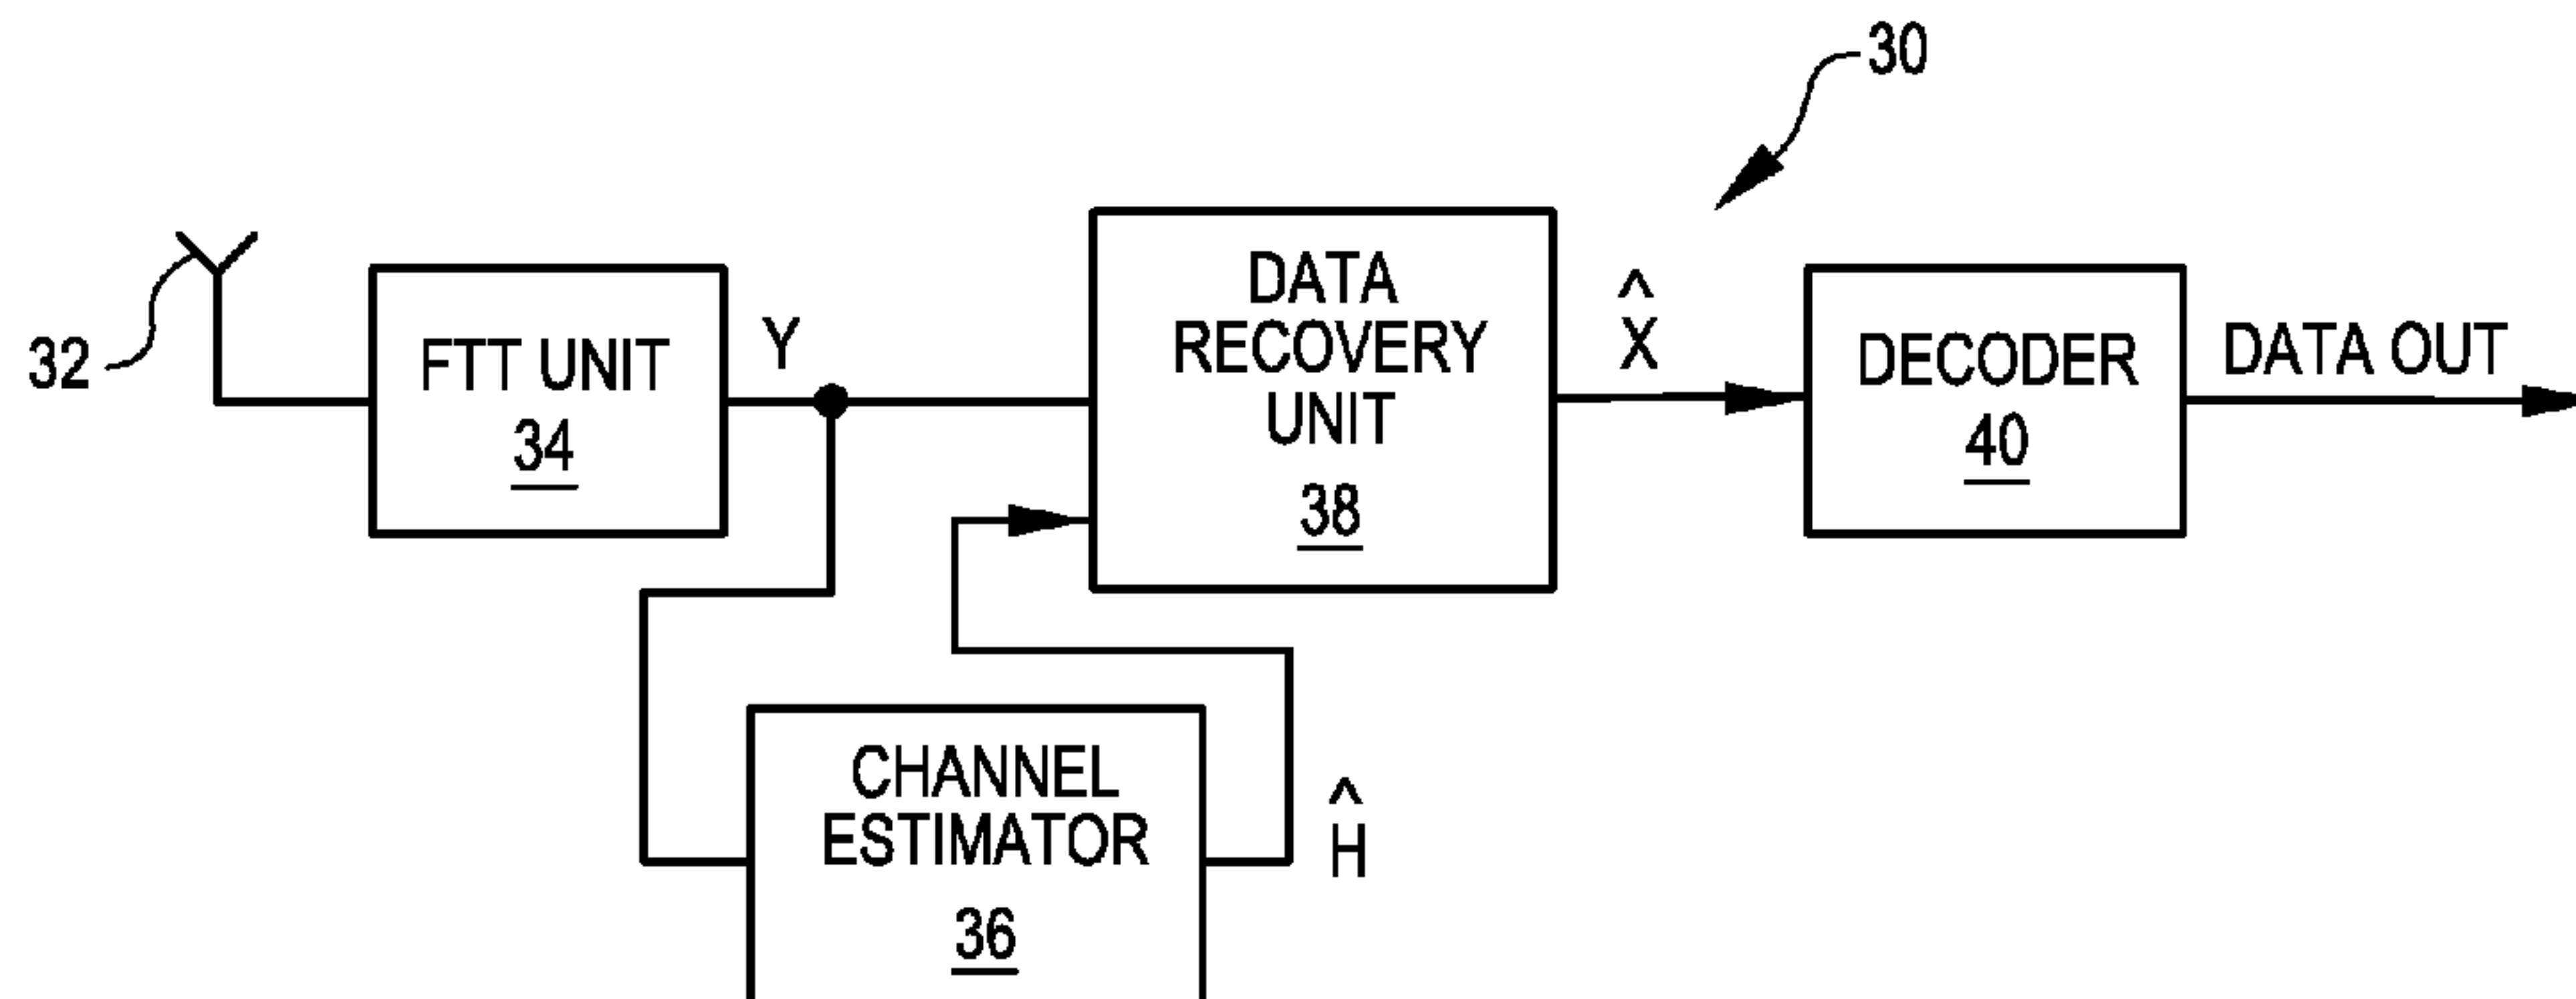 30
32
FTT UNIT
34
Y
DATA
RECOVERY
UNIT
38
^
X
DECODER
40
DATA OUT
CHANNEL
ESTIMATOR
36
^
H